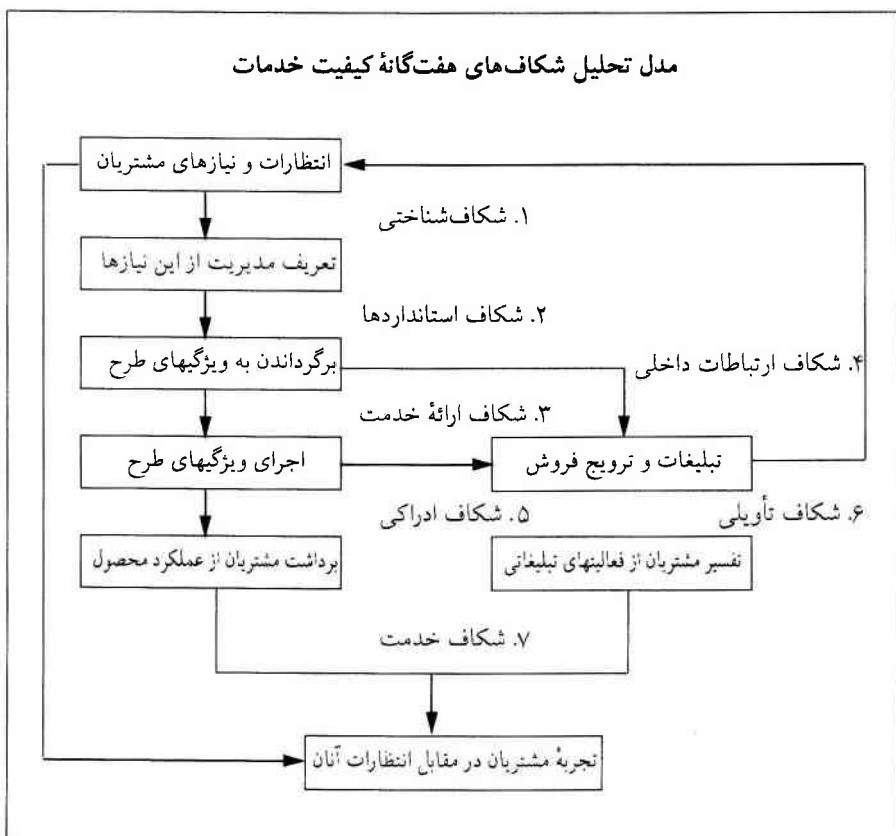 مدل تحلیل شکاف‌های هفت‌گانهٔ کیفیت خدمات
انتظارات و نیازهای مشتریان
۱. شکاف‌شناختی
تعریف مدیریت از این نیازها
۲. شکاف استانداردها
برگرداندن به ویژگیهای طرح
۴. شکاف ارتباطات داخلی
۳. شکاف ارائهٔ خدمت
اجرای ویژگیهای طرح
تبلیغات و ترویج فروش
۵. شکاف ادراکی
۶. شکاف تأویلی
برداشت مشتریان از عملکرد محصول
تفسیر مشتریان از فعالیتهای تبلیغاتی
۷. شکاف خدمت
تجربهٔ مشتریان در مقابل انتظارات آنان